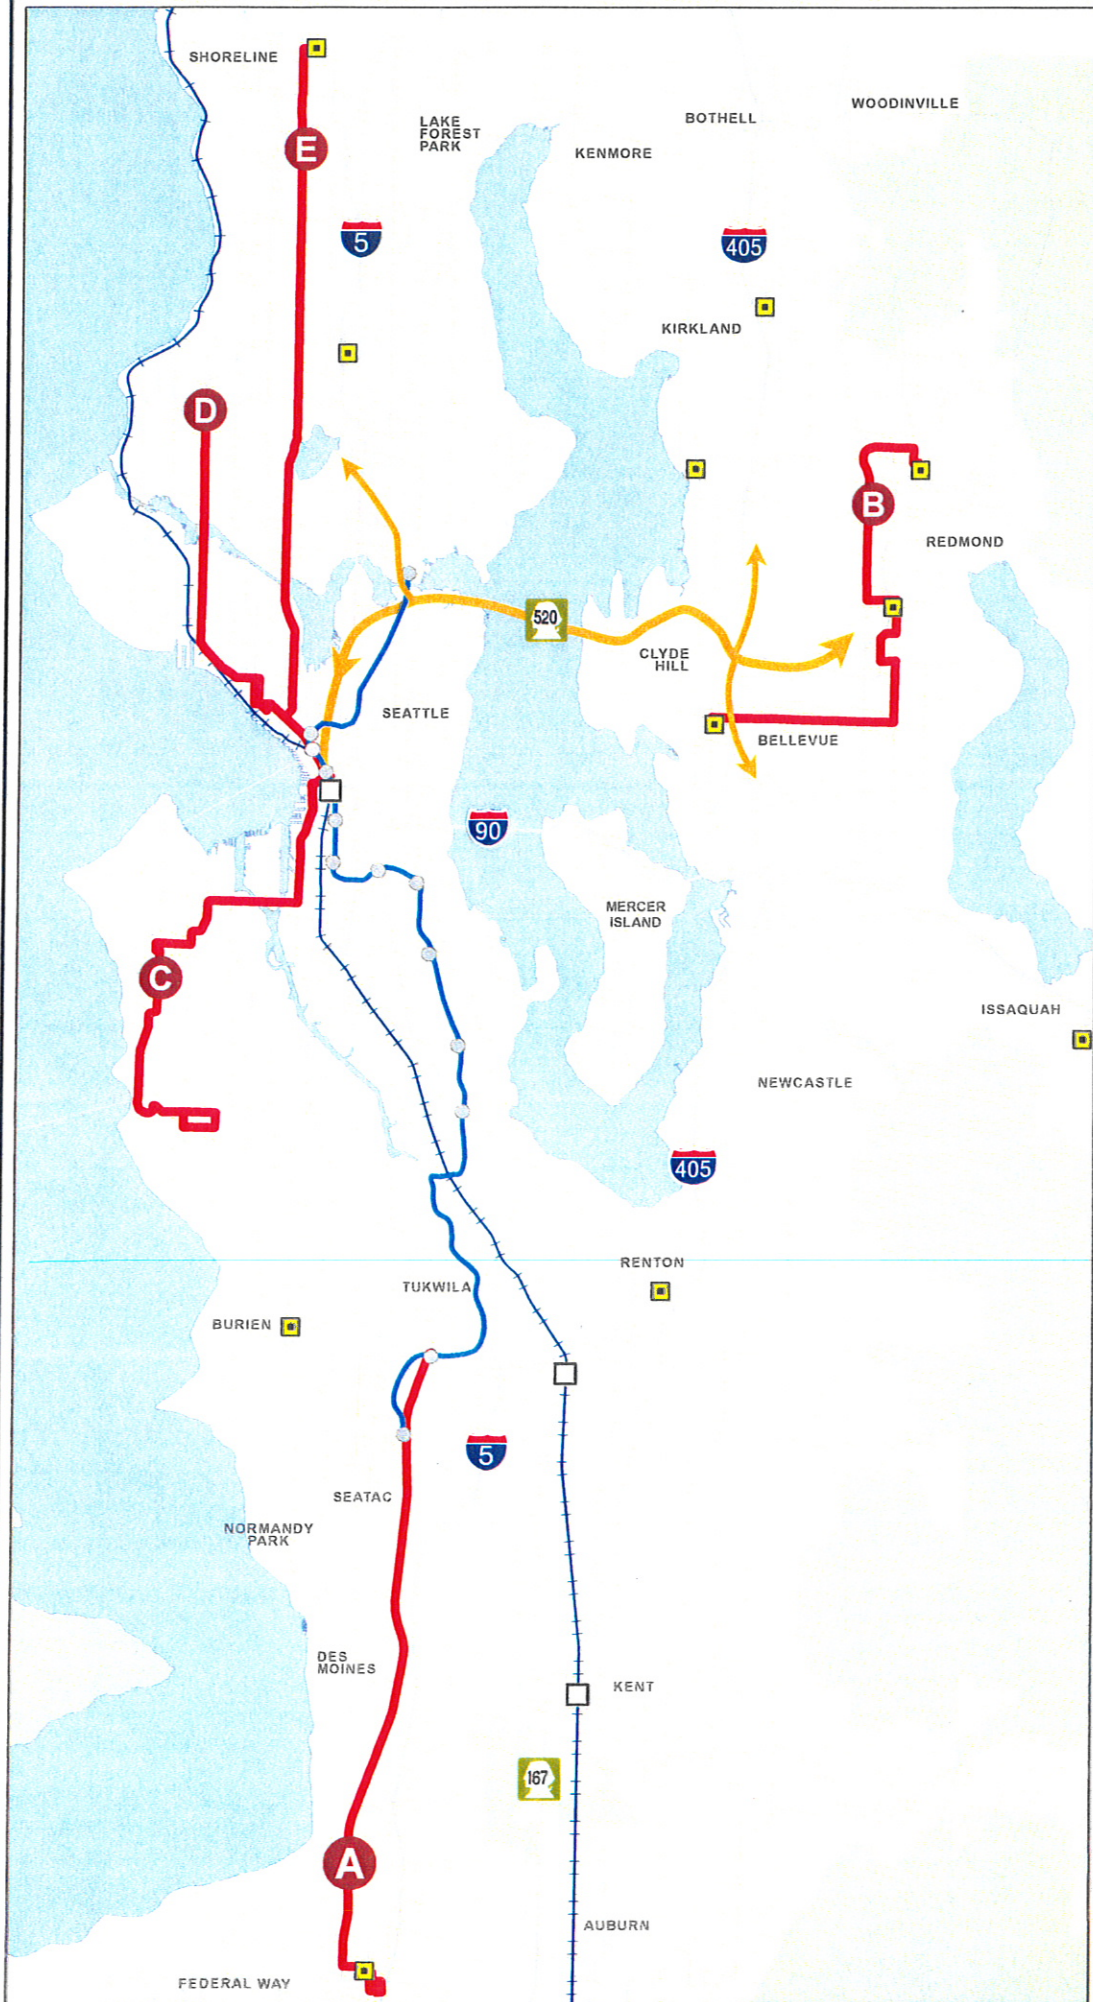 SHORELINE
WOODINVILLE
BOTHELL
LAKE
FOREST
PARK
KENMORE
E
5
405
KIRKLAND
D
B
REDMOND
520
CLYDE
HILL
SEATTLE
BELLEVUE
90
MERCER
ISLAND
C
ISSAQUAH
NEWCASTLE
405
RENTON
TUKWILA
BURIEN
5
SEATAC
NORMANDY
PARK
DES
MOINES
KENT
167
A
AUBURN
FEDERAL WAY